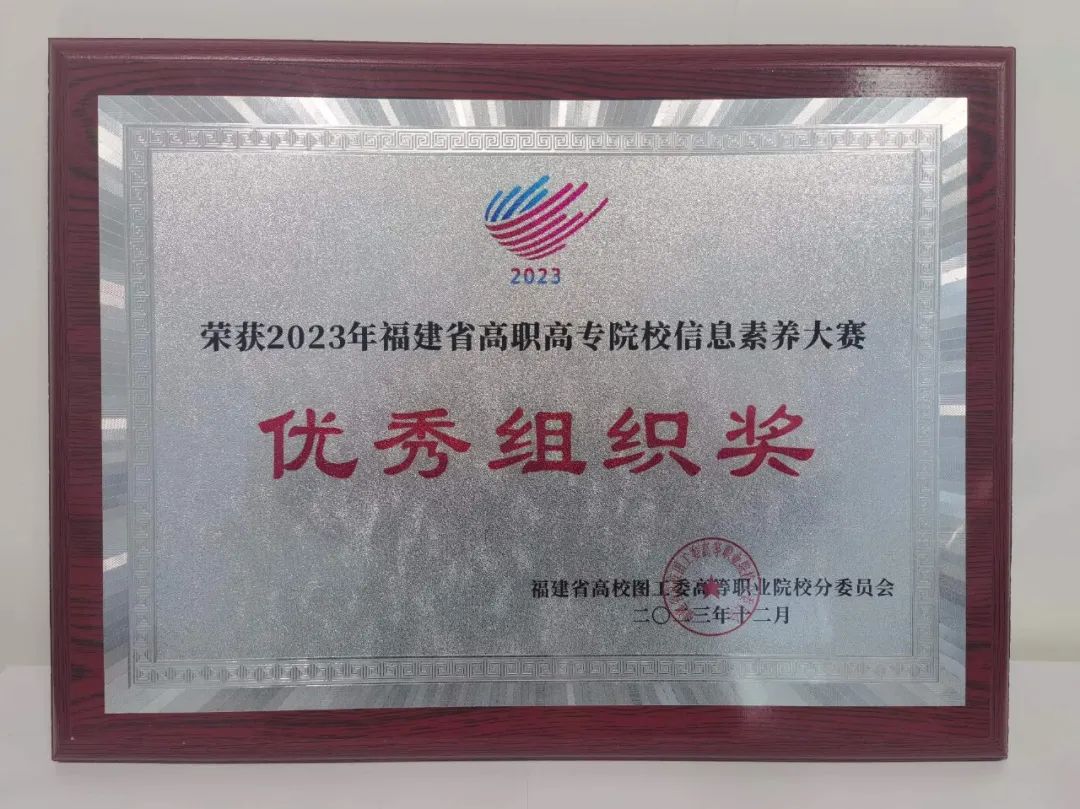 2023
荣获2023年福建省高职高专院校信息素养大赛
优秀组织奖
福建省高校图工委高等职业院校分委员会
二〇二三年十二月